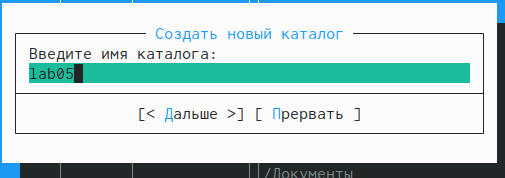 Создать новый каталог
Введите имя каталога:
lab05
[< Дальше >] [ Прервать ]
/Документы